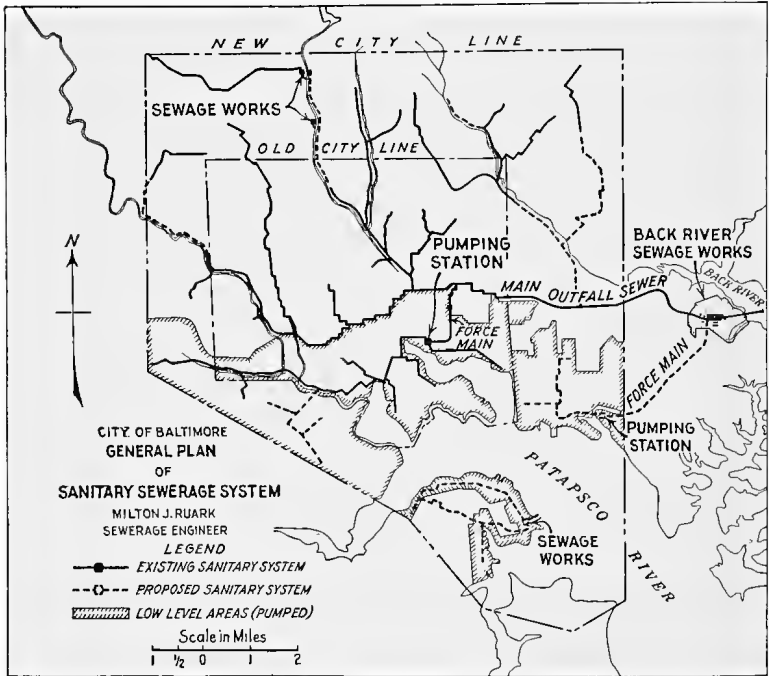 NEW CITY LINE
SEWAGE WORKS
OLD CITY LINE
N
PUMPING
STATION
BACK RIVER
SEWAGE WORKS
BACK RIVER
MAIN OUTFALL SEWER
FORCE
MAIN
FORCE MAIN
PUMPING
STATION
PATAPSCO RIVER
SEWAGE
WORKS
CITY OF BALTIMORE
GENERAL PLAN
OF
SANITARY SEWERAGE SYSTEM
MILTON J. RUARK
SEWERAGE ENGINEER
LEGEND
EXISTING SANITARY SYSTEM
PROPOSED SANITARY SYSTEM
LOW LEVEL AREAS (PUMPED)
Scale in Miles
1 1/2 0 1 2